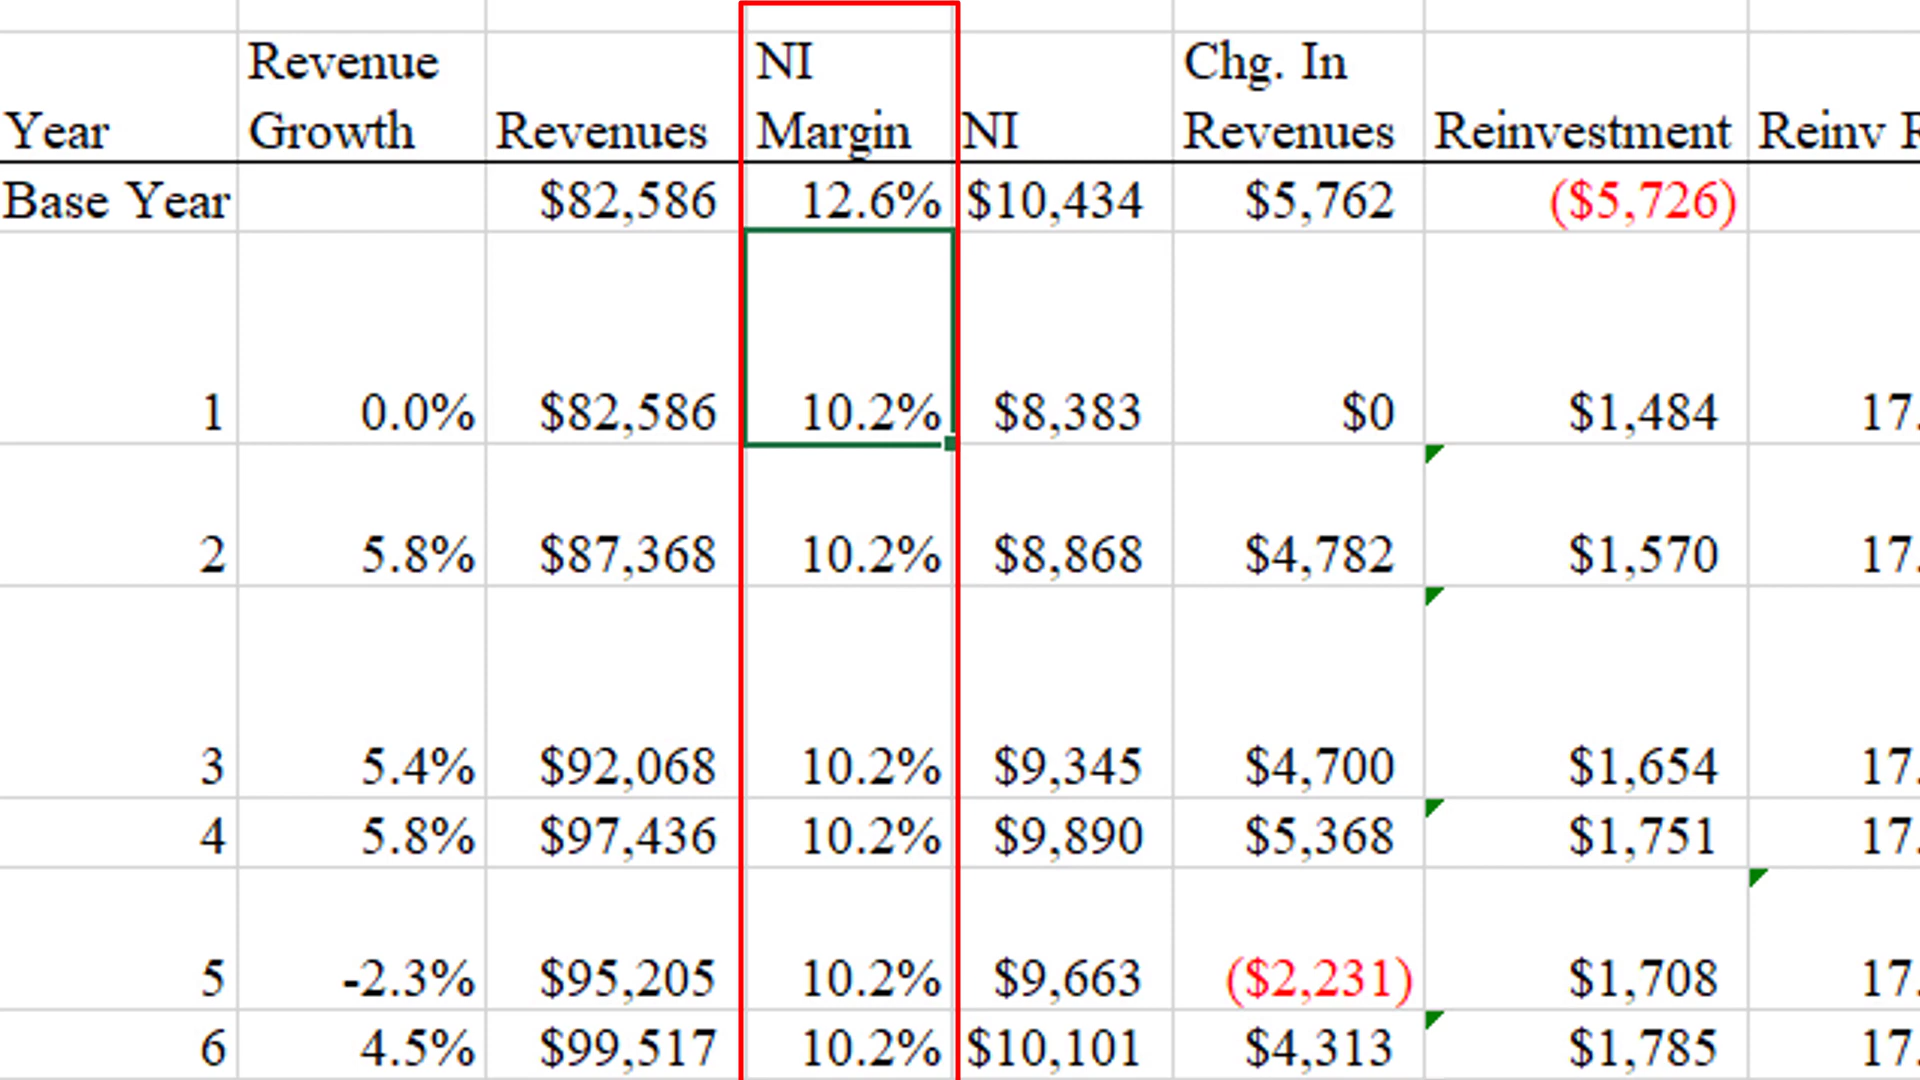 Year Revenue Growth Revenues NI Margin NI Chg. In Revenues Reinvestment Reinv
Base Year $82,586 12.6% $10,434 $5,762 ($5,726)
1 0.0% $82,586 10.2% $8,383 $0 $1,484 17.
2 5.8% $87,368 10.2% $8,868 $4,782 $1,570 17.
3 5.4% $92,068 10.2% $9,345 $4,700 $1,654 17.
4 5.8% $97,436 10.2% $9,890 $5,368 $1,751 17.
5 -2.3% $95,205 10.2% $9,663 ($2,231) $1,708 17.
6 4.5% $99,517 10.2% $10,101 $4,313 $1,785 17.